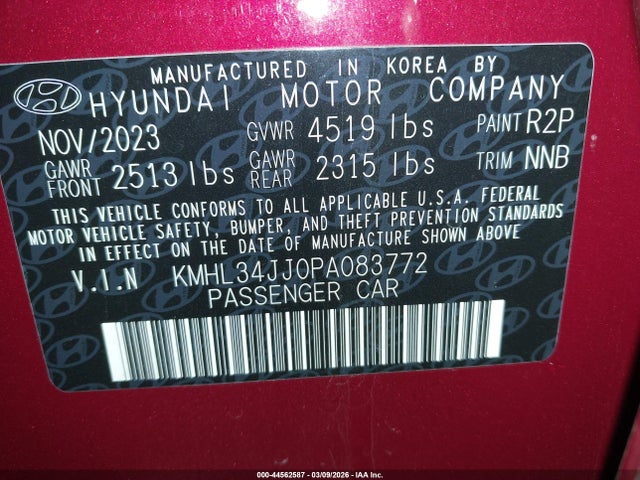 MANUFACTURED IN KOREA BY
HYUNDAI MOTOR COMPANY
NOV/2023 GVWR 4519 lbs PAINT R2P
GAWR FRONT 2513 lbs GAWR REAR 2315 lbs TRIM NNB
THIS VEHICLE CONFORMS TO ALL APPLICABLE U.S.A. FEDERAL
MOTOR VEHICLE SAFETY, BUMPER, AND THEFT PREVENTION STANDARDS
IN EFFECT ON THE DATE OF MANUFACTURE SHOWN ABOVE
V.I.N KMHL34JJ0PA083772
PASSENGER CAR
000-44562587 - 03/09/2026 - IAA Inc.